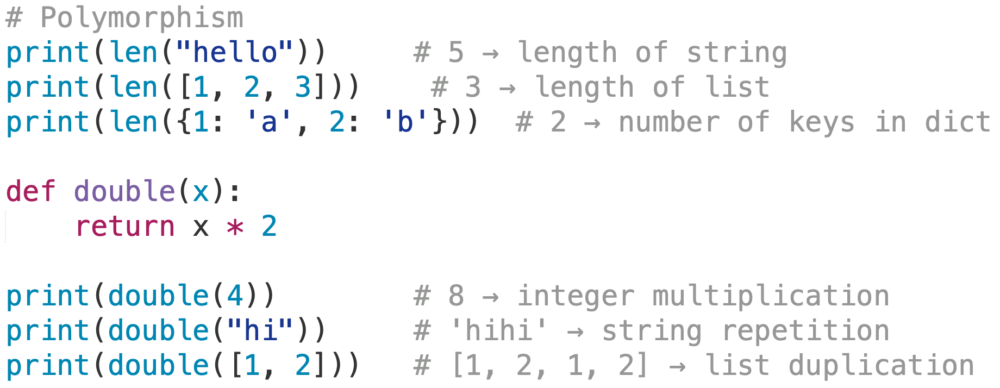 # Polymorphism
print(len("hello"))     # 5 → length of string
print(len([1, 2, 3]))    # 3 → length of list
print(len({1: 'a', 2: 'b'}))  # 2 → number of keys in dict

def double(x):
    return x * 2

print(double(4))        # 8 → integer multiplication
print(double("hi"))     # 'hihi' → string repetition
print(double([1, 2]))   # [1, 2, 1, 2] → list duplication